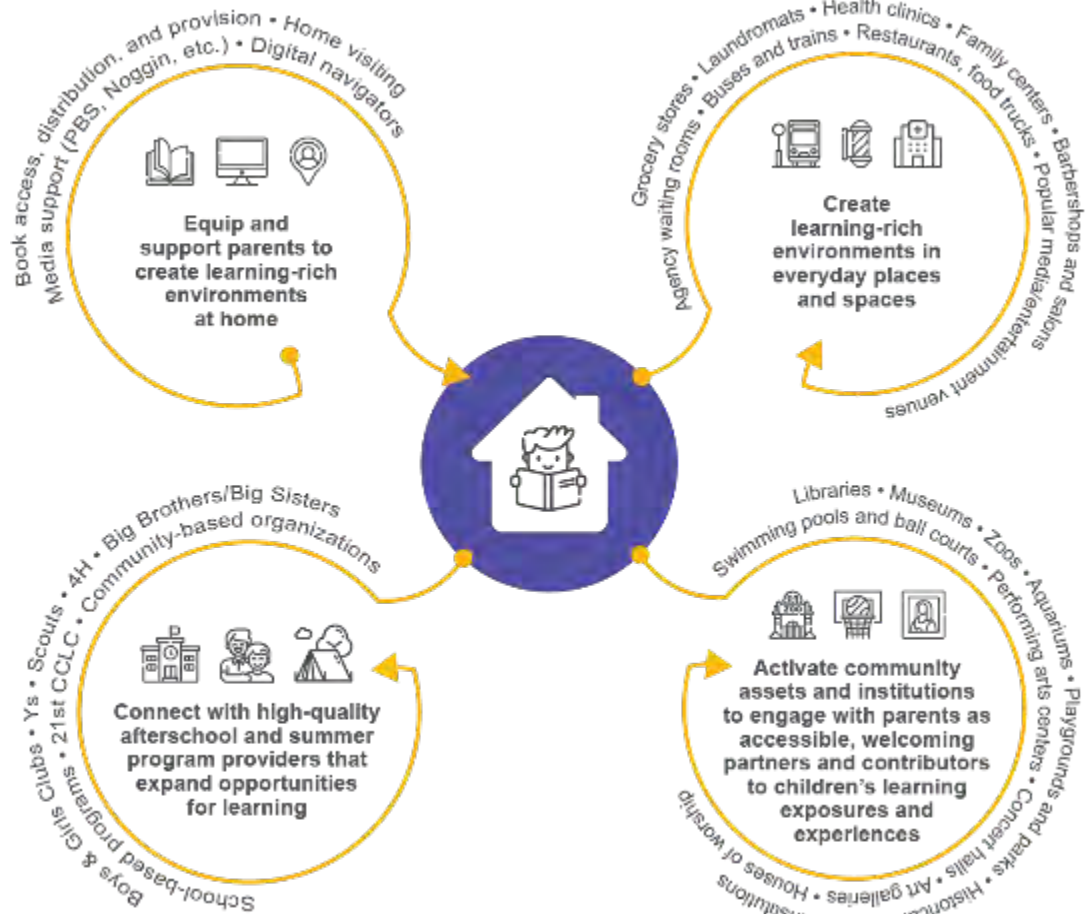 Book access, distribution, and provision • Home visiting
Media support (PBS, Noggin, etc.) • Digital navigators
Equip and
support parents to
create learning-rich
environments
at home
Grocery stores • Laundromats • Health clinics • Family centers • Barbershops and salons
Agency waiting rooms • Buses and trains • Restaurants, food trucks • Popular media/entertainment venues
Create
learning-rich
environments in
everyday places
and spaces
Boys & Girls Clubs • Ys • Scouts • 4H • Big Brothers/Big Sisters
School-based programs • 21st CCLC • Community-based organizations
Connect with high-quality
afterschool and summer
program providers that
expand opportunities
for learning
Libraries • Museums • Zoos • Aquariums • Playgrounds and parks •
Swimming pools and ball courts • Performing arts centers • Concert halls • Art galleries • Houses of worship
Activate community
assets and institutions
to engage with parents as
accessible, welcoming
partners and contributors
to children's learning
exposures and
experiences